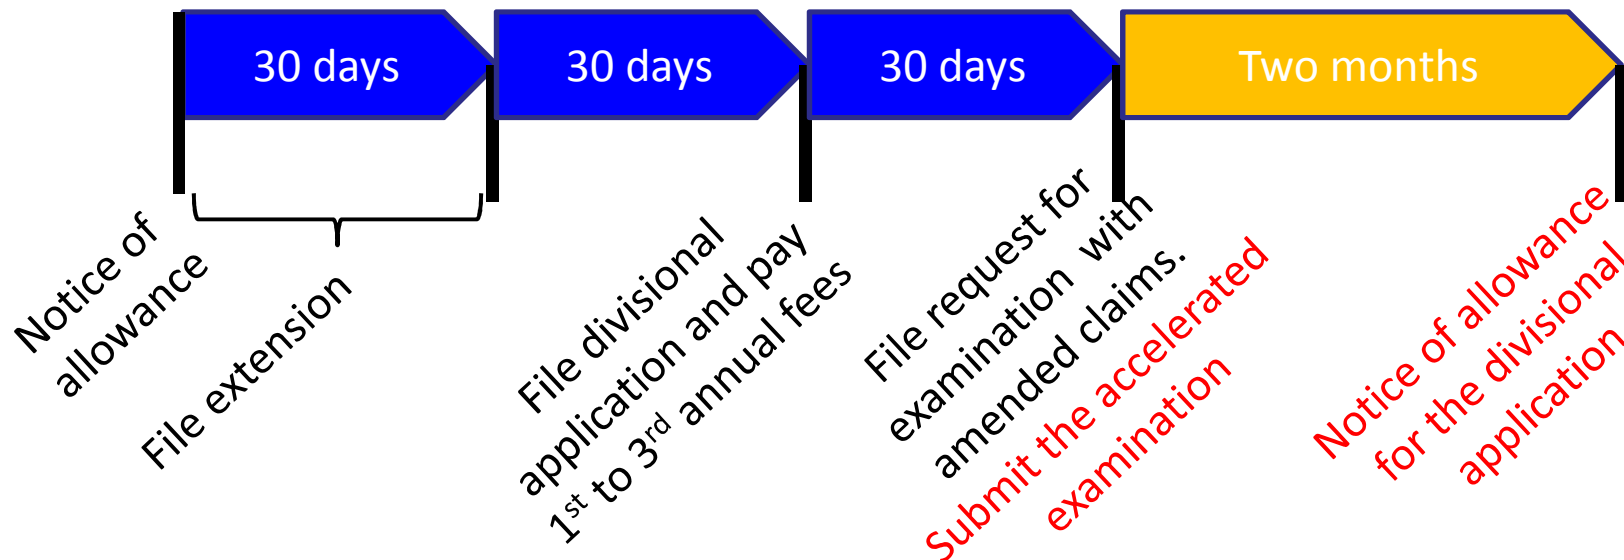 30 days
30 days
30 days
Two months
Notice of
allowance
File extension
File divisional
application and pay
1st to 3rd annual fees
File request for
examination with
amended claims.
Submit the accelerated
examination
Notice of allowance
for the divisional
application